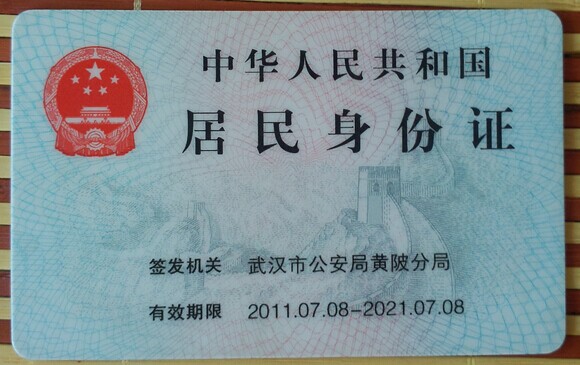 中华人民共和国
居民身份证
签发机关 武汉市公安局黄陂分局
有效期限 2011.07.08-2021.07.08